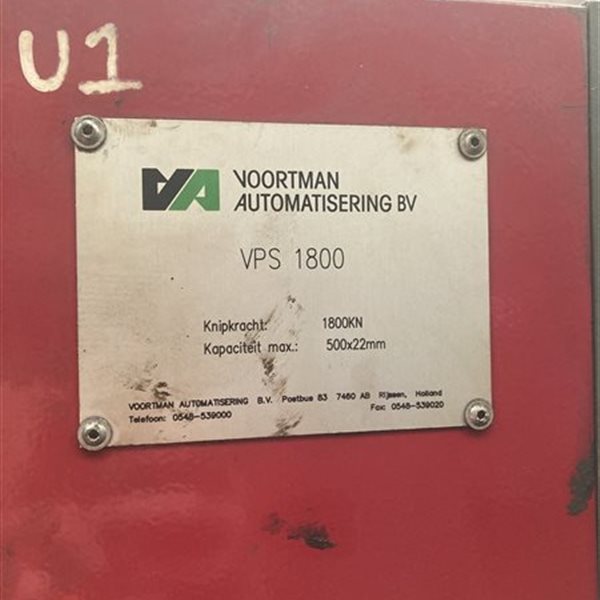 U1
VA VOORTMAN
AUTOMATISERING BV
VPS 1800
Knipkracht: 1800KN
Kapaciteit max.: 500x22mm
VOORTMAN AUTOMATISERING B.V. Postbus 83 7460 AB Rijssen, Holland
Telefoon: 0548-539000 Fax: 0548-539020